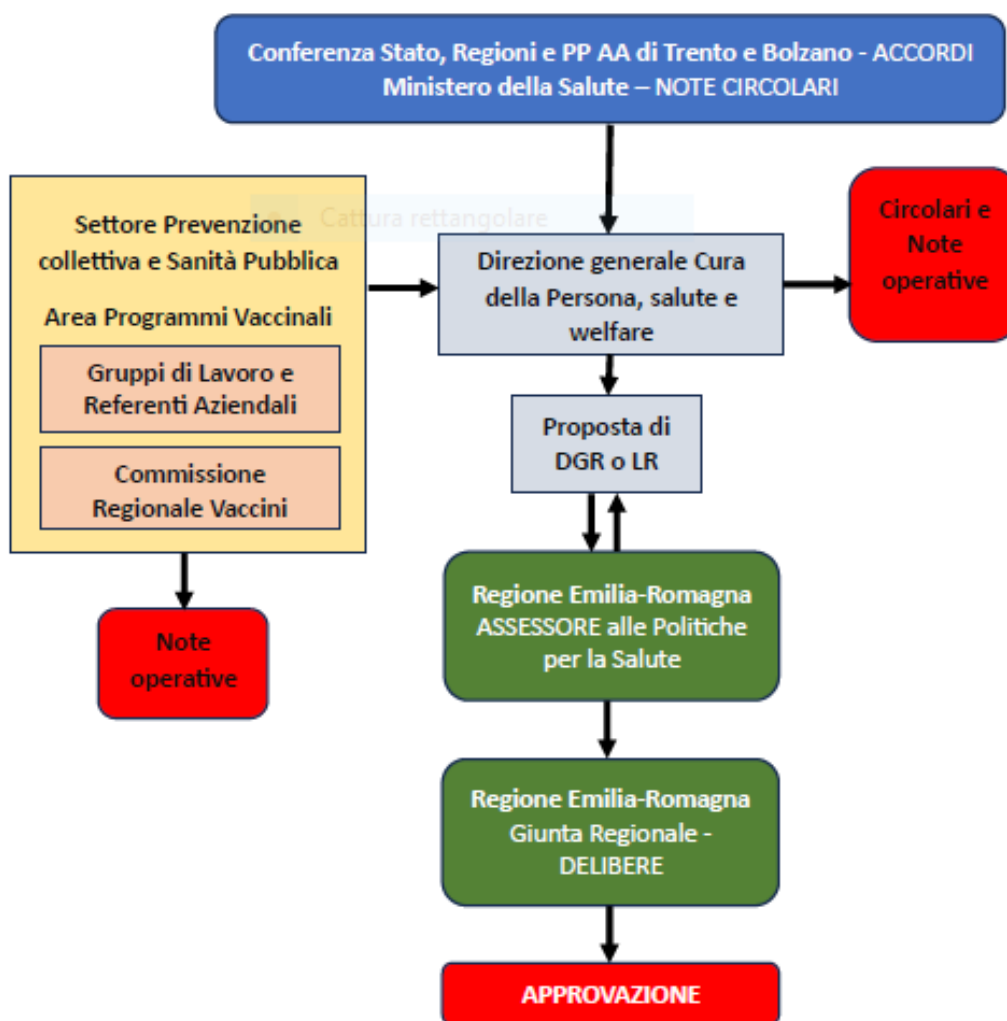 Conferenza Stato, Regioni e PP AA di Trento e Bolzano - ACCORDI
Ministero della Salute – NOTE CIRCOLARI
Settore Prevenzione
collettiva e Sanità Pubblica
Area Programmi Vaccinali
Gruppi di Lavoro e
Referenti Aziendali
Commissione
Regionale Vaccini
Note
operative
Cattura rettangolare
Direzione generale Cura
della Persona, salute e
welfare
Circolari e
Note
operative
Proposta di
DGR o LR
Regione Emilia-Romagna
ASSESSORE alle Politiche
per la Salute
Regione Emilia-Romagna
Giunta Regionale -
DELIBERE
APPROVAZIONE